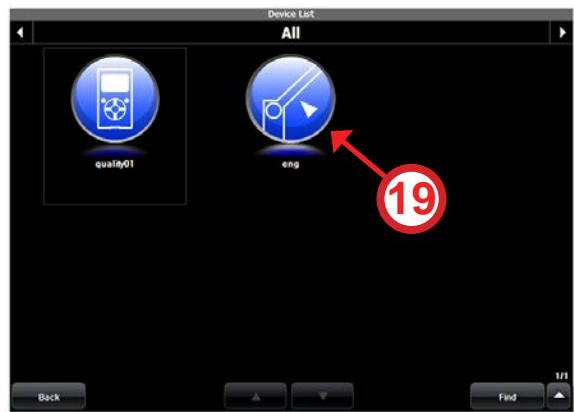 Device List
All
quality01
eng
19
1/1
Back
Find